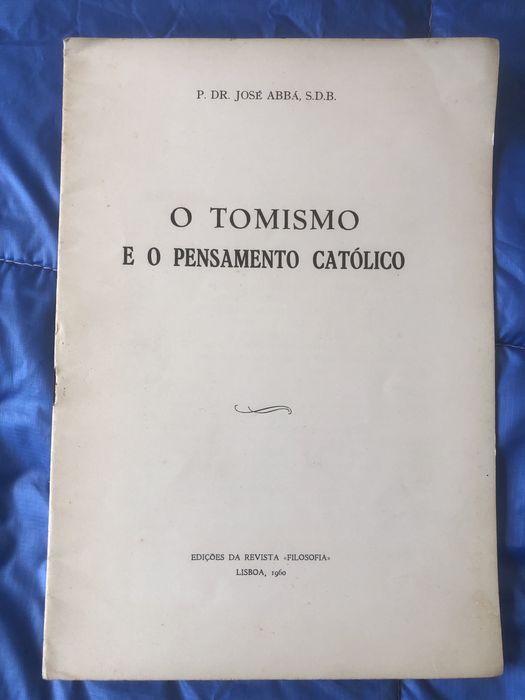 P. DR. JOSÉ ABBÁ, S.D.B.
O TOMISMO
E O PENSAMENTO CATÓLICO
EDIÇÕES DA REVISTA «FILOSOFIA»
LISBOA, 1960